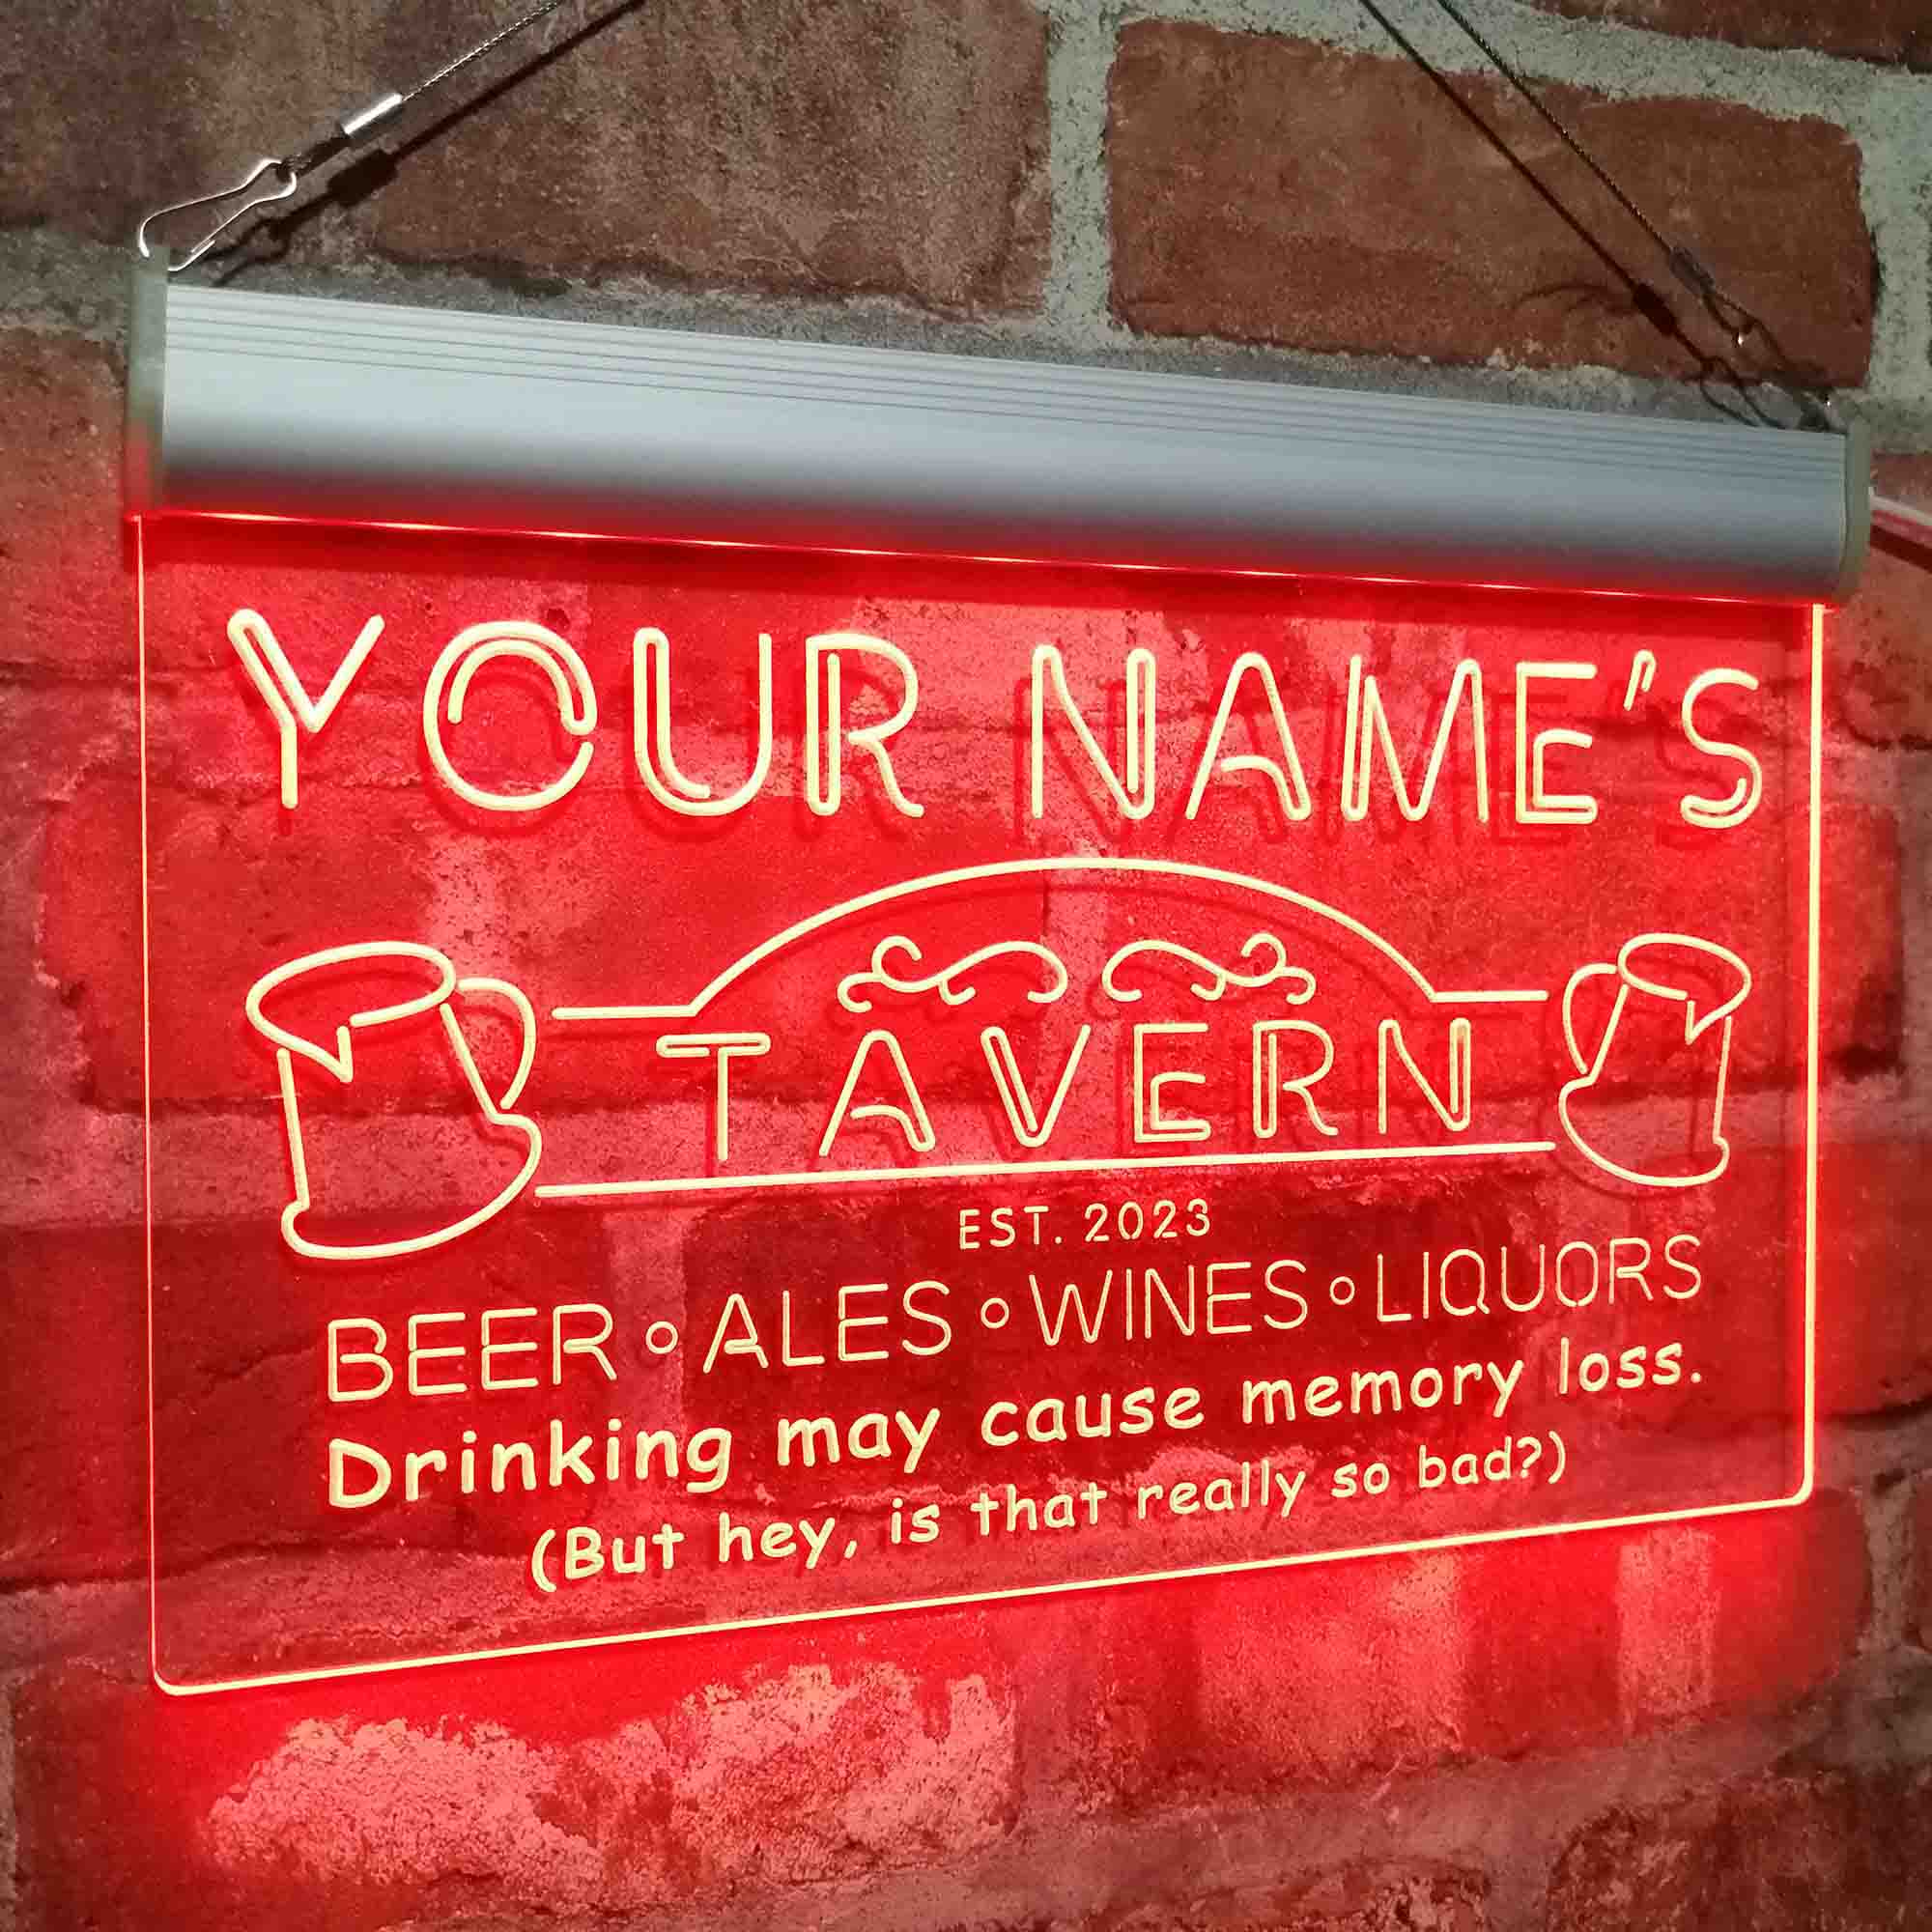 YOUR NAME'S
TAVERN
EST. 2023
BEER ∘ ALES ∘ WINES ∘ LIQUORS
Drinking may cause memory loss.
(But hey, is that really so bad?)